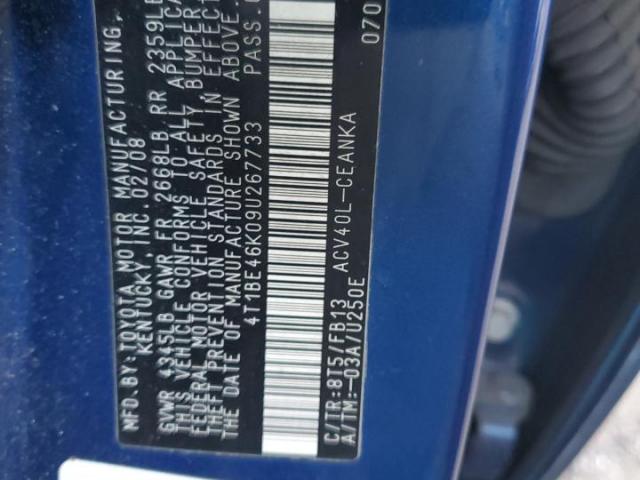 MFD.BY:TOYOTA MOTOR MANUFACTURING,
KENTUCKY, INC. 02/08
GVWR 4345LB GAWR FR 2668LB RR 2359LB
THIS VEHICLE CONFORMS TO ALL
FEDERAL MOTOR VEHICLE SAFETY, BUMPER
THEFT PREVENTION STANDARDS IN EFFECT
THE DATE OF MANUFACTURE SHOWN ABOVE.
4T1BE46K09U267733 PASS.
C/TR:8T5/FB13 ACV40L-CEANKA 070
A/TM:-03A/U250E